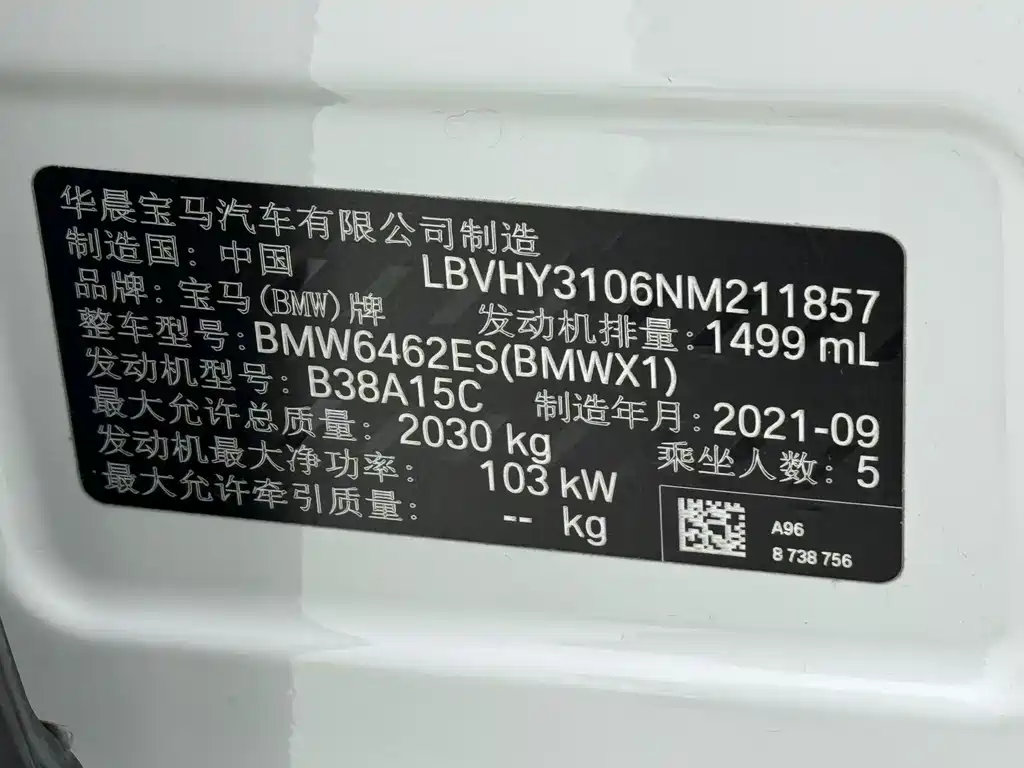 华晨宝马汽车有限公司制造
制造国：中国 LBVHY3106NM211857
品牌：宝马(BMW)牌 发动机排量：1499 mL
整车型号：BMW6462ES(BMWX1)
发动机型号：B38A15C 制造年月：2021-09
最大允许总质量：2030 kg 乘坐人数：5
发动机最大净功率：103 kW
最大允许牵引质量：-- kg
A96
8 738 756